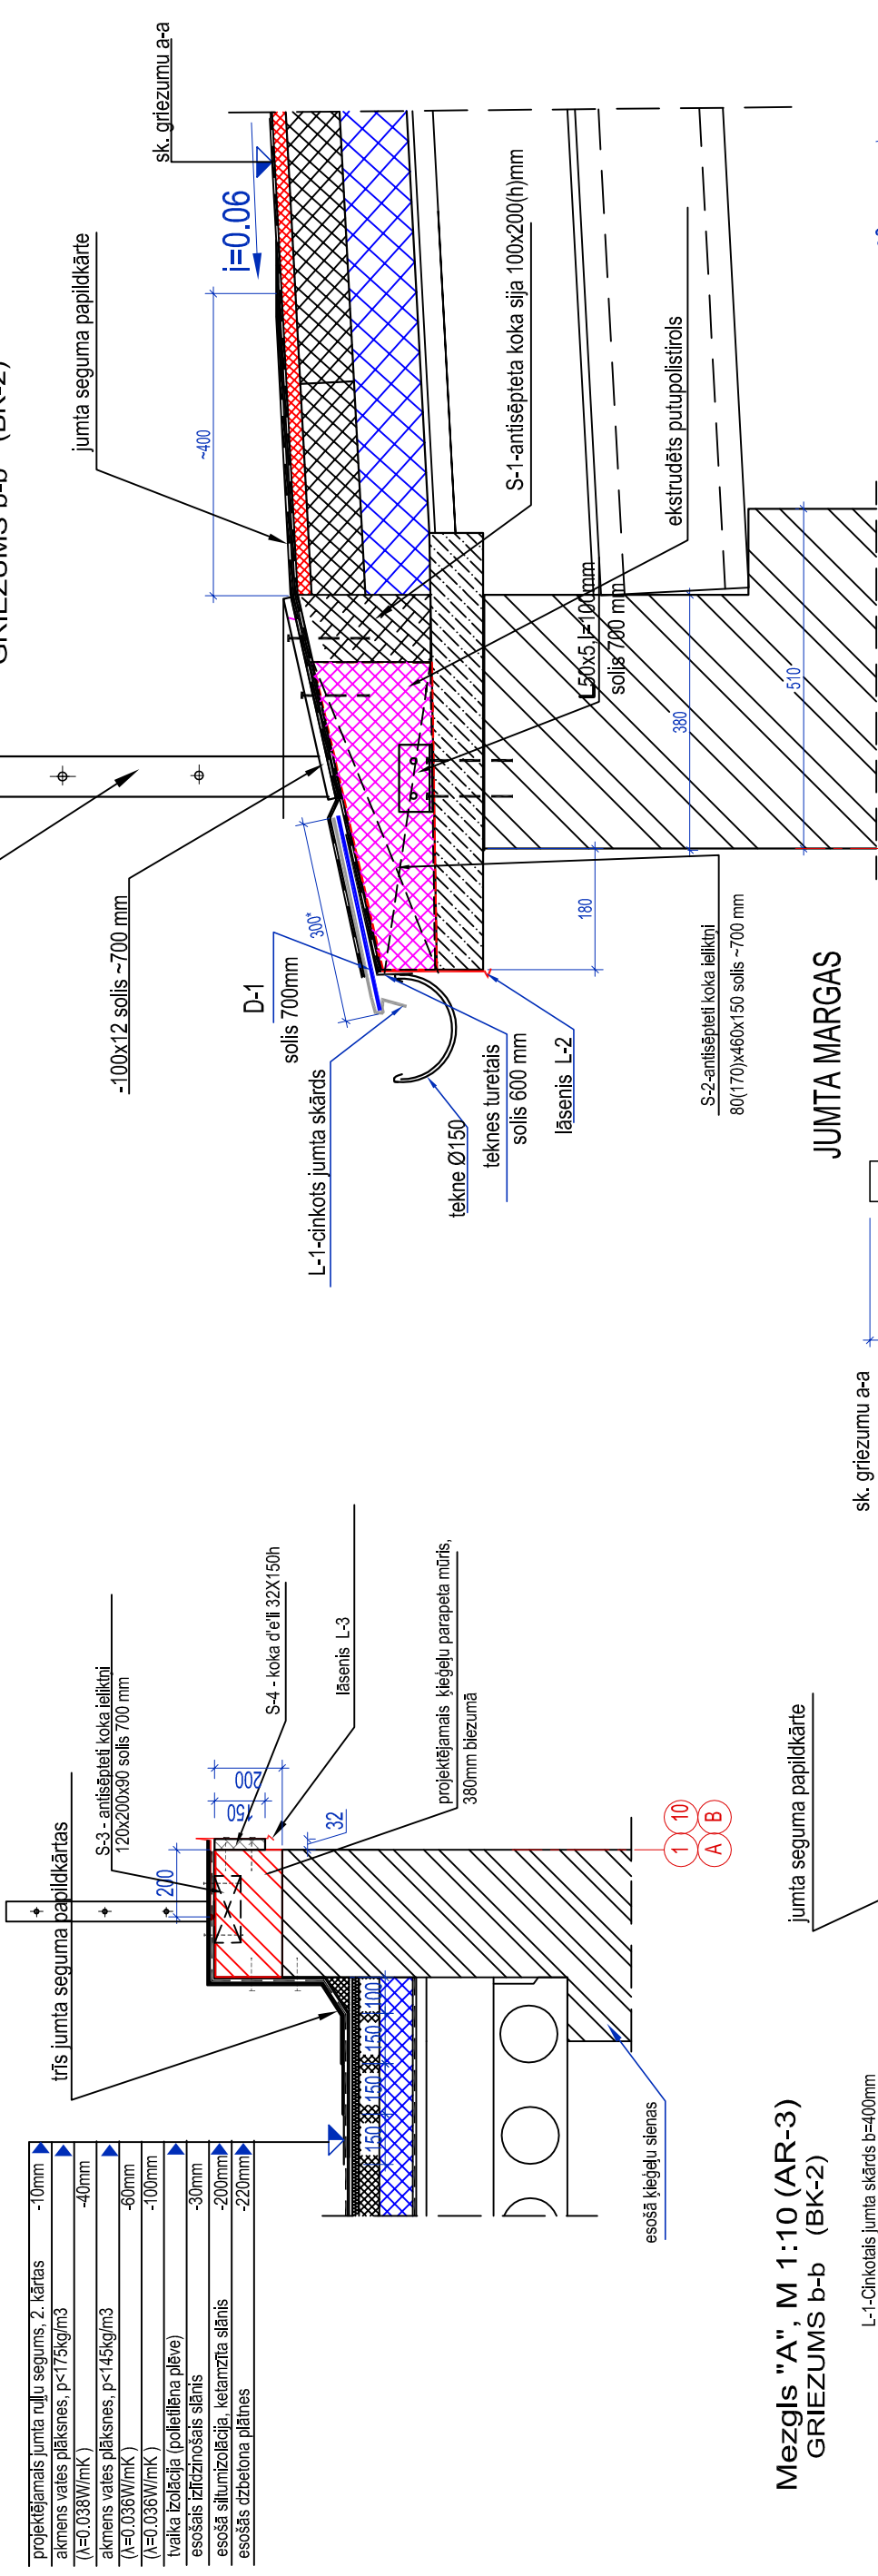 GRIEZUMS b-b (BK-2)
projektējamais jumta ruļļu segums, 2. kārtas -10mm
akmens vates plāksnes, p<175kg/m3
(λ=0.038W/mK ) -40mm
akmens vates plāksnes, p<145kg/m3
(λ=0.036W/mK ) -60mm
(λ=0.036W/mK ) -100mm
tvaika izolācija (polietilēna plēve)
esošais izlīdzinošais slānis -30mm
esošā siltumizolācija, ketamzīta slānis -200mm
esošās dzbetona plātnes -220mm
trīs jumta seguma papildkārtas
S-3 - antisēpteti koka ieliktņi
120x200x90 solis 700 mm
S-4 - koka d'e'li 32X150h
lāsenis L-3
projektējamais ķieģeļu parapeta mūris,
380mm biezumā
200
150
200
32
150
150
150
100
esošā ķieģeļu sienas
1
10
A
B
sk. griezumu a-a
i=0.06
jumta seguma papildkārte
~400
S-1-antisēpteta koka sija 100x200(h)mm
ekstrudēts putupolistirols
L50x5,l=100mm
solis 700 mm
-100x12 solis ~700 mm
300*
D-1
solis 700mm
L-1-cinkots jumta skārds
tekne Ø150
teknes turetais
solis 600 mm
lāsenis L-2
S-2-antisēpteti koka ieliktņi
80(170)x460x150 solis ~700 mm
180
380
510
JUMTA MARGAS
sk. griezumu a-a
jumta seguma papildkārte
Mezgls "A", M 1:10 (AR-3)
GRIEZUMS b-b (BK-2)
L-1-Cinkotais jumta skārds b=400mm